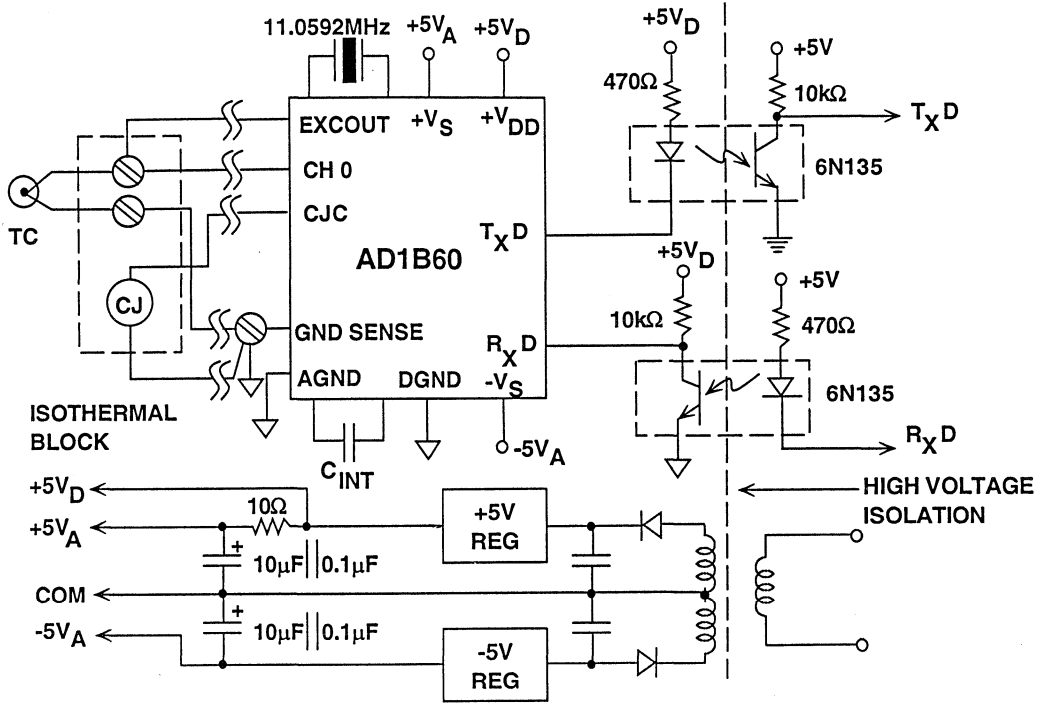 11.0592MHz
+5VA
+5VD
+5VD
+5V
470Ω
10kΩ
TXD
6N135
EXCOUT
+VS
+VDD
CH 0
CJC
TC
TXD
AD1B60
CJ
GND SENSE
RXD
AGND
DGND
-VS
+5VD
10kΩ
+5V
470Ω
6N135
RXD
ISOTHERMAL
BLOCK
CINT
-5VA
HIGH VOLTAGE
ISOLATION
+5VD
10Ω
+5VA
+5V
REG
+
10µF||0.1µF
COM
+
10µF||0.1µF
-5VA
-5V
REG